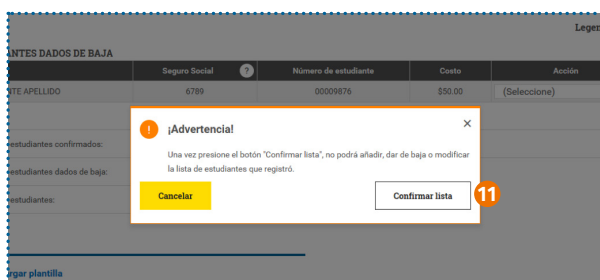 Legen
ANTES DADOS DE BAJA
Seguro Social ? Número de estudiante Costo Acción
NTE APELLIDO 6789 00009876 $50.00 (Seleccione)
! ¡Advertencia! ×
estudiantes confirmados:
Una vez presione el botón "Confirmar lista", no podrá añadir, dar de baja o modificar
la lista de estudiantes que registró.
estudiantes dados de baja:
estudiantes:
Cancelar Confirmar lista 11
rgar plantilla